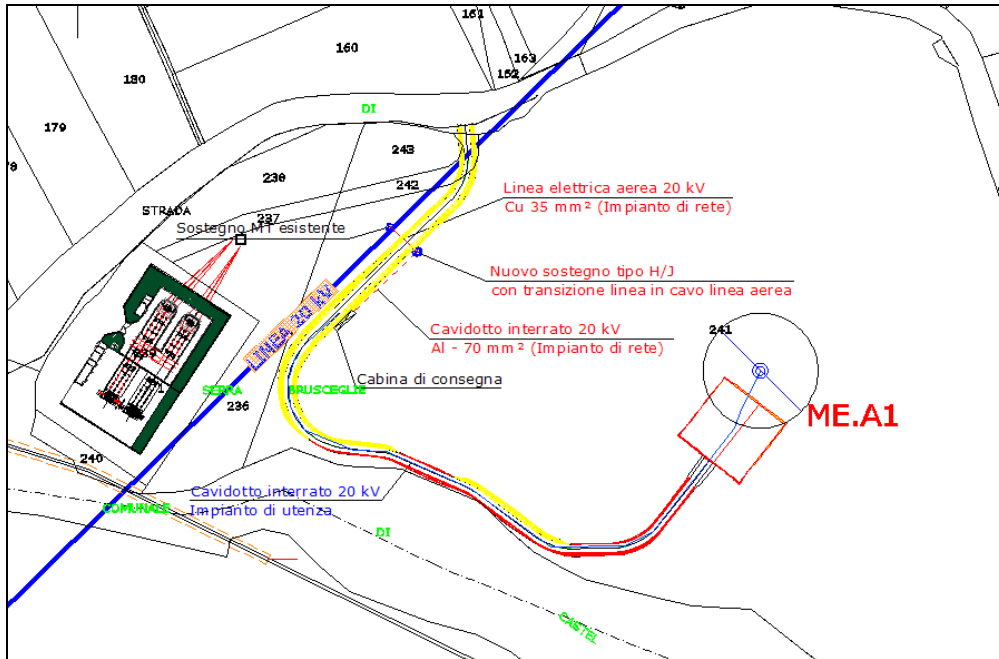 161
160
163
162
180
DI
179
243
238
242
Linea elettrica aerea 20 kV
Cu 35 mm² (Impianto di rete)
STRADA
237
Sostegno MT esistente
Nuovo sostegno tipo H/J
con transizione linea in cavo linea aerea
LINEA 20 kV
Cavidotto interrato 20 kV
Al - 70 mm² (Impianto di rete)
241
239
Cabina di consegna
SERRA
BRUSCEGLIE
236
ME.A1
240
Cavidotto interrato 20 kV
Impianto di utenza
COMUNALE
DI
CASTEL